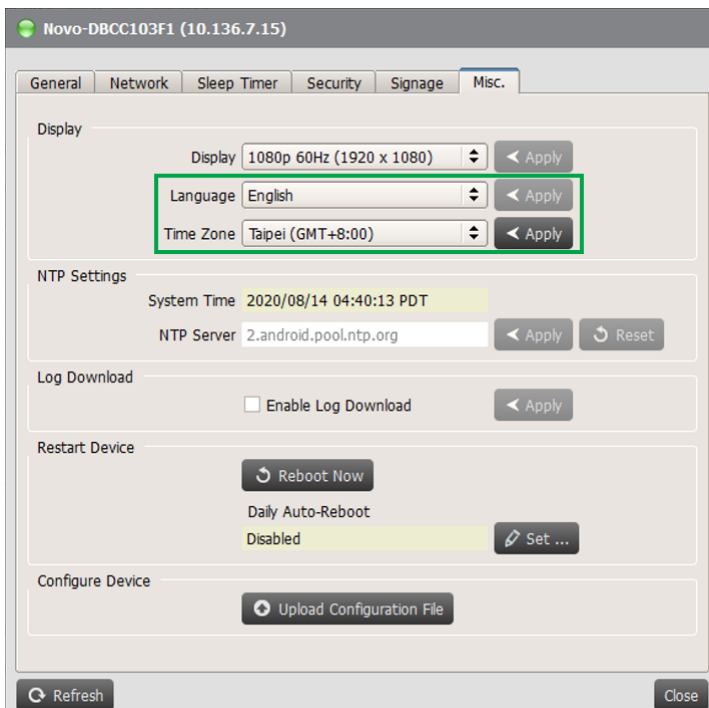 Novo-DBCC103F1 (10.136.7.15)
General Network Sleep Timer Security Signage Misc.
Display
Display 1080p 60Hz (1920 x 1080) Apply
Language English Apply
Time Zone Taipei (GMT+8:00) Apply
NTP Settings
System Time 2020/08/14 04:40:13 PDT
NTP Server 2.android.pool.ntp.org Apply Reset
Log Download
Enable Log Download Apply
Restart Device
Reboot Now
Daily Auto-Reboot
Disabled Set ...
Configure Device
Upload Configuration File
Refresh Close